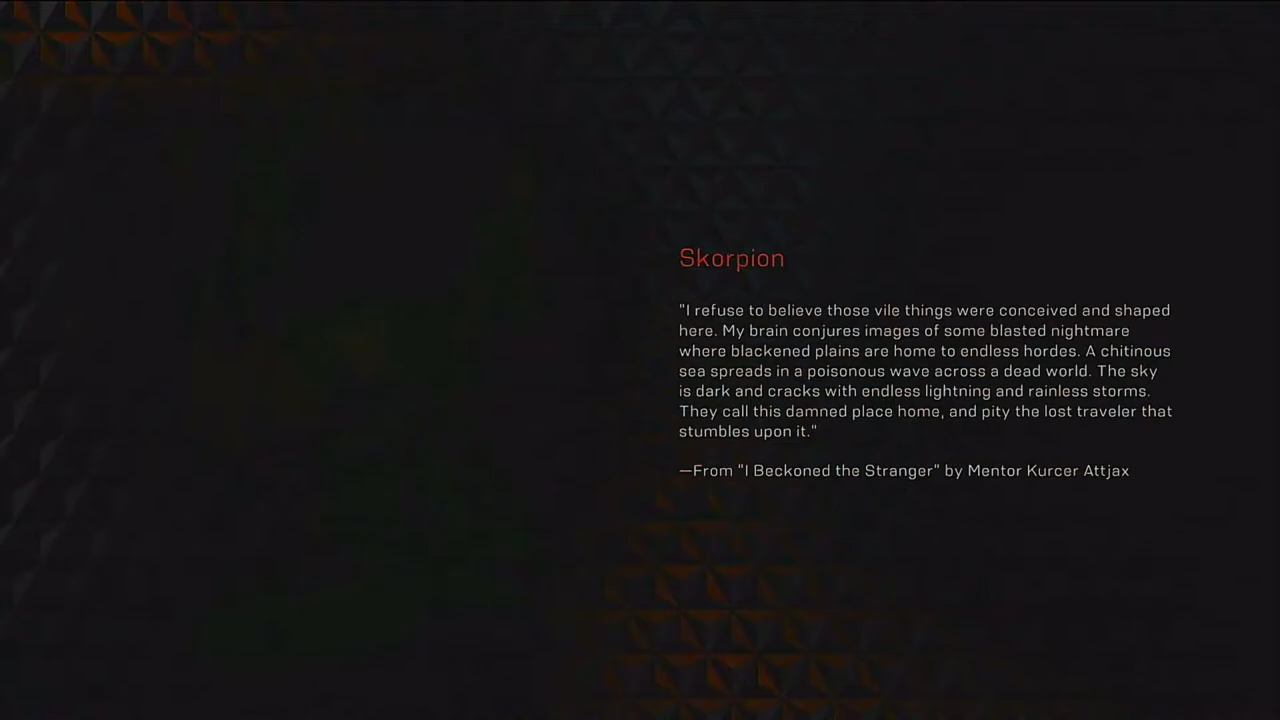 Skorpion
"I refuse to believe those vile things were conceived and shaped
here. My brain conjures images of some blasted nightmare
where blackened plains are home to endless hordes. A chitinous
sea spreads in a poisonous wave across a dead world. The sky
is dark and cracks with endless lightning and rainless storms.
They call this damned place home, and pity the lost traveler that
stumbles upon it."
—From "I Beckoned the Stranger" by Mentor Kurcer Attjax